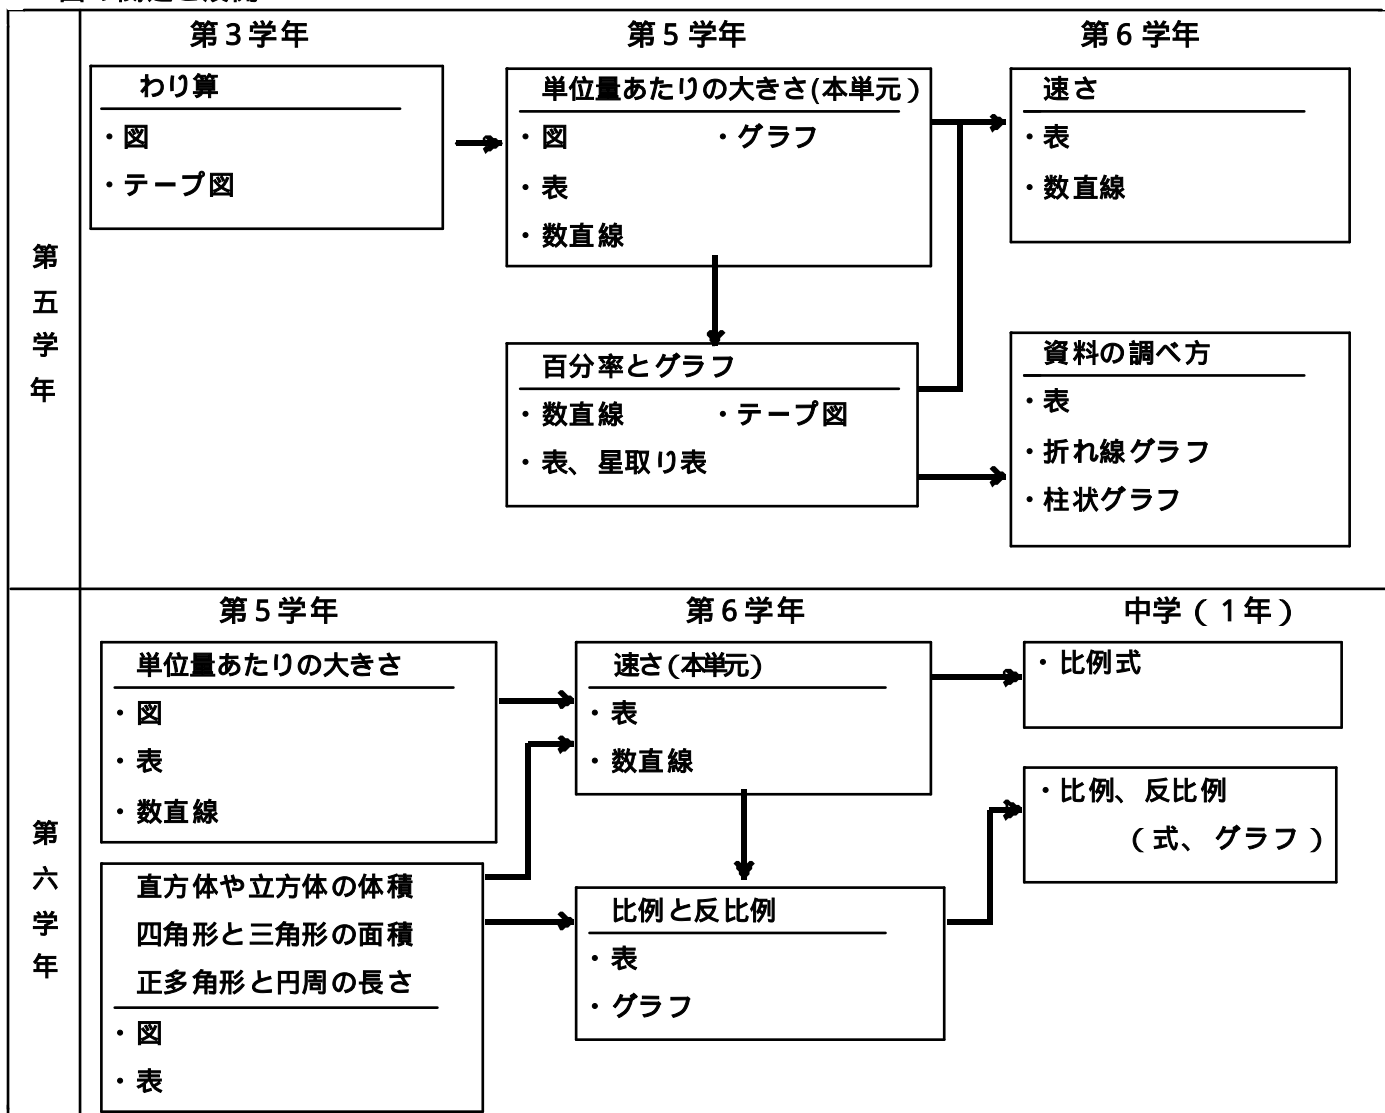 第3学年 第5学年 第6学年
第五学年
わり算
・図
・テープ図
単位量あたりの大きさ(本単元)
・図 ・グラフ
・表
・数直線
速さ
・表
・数直線
百分率とグラフ
・数直線 ・テープ図
・表、星取り表
資料の調べ方
・表
・折れ線グラフ
・柱状グラフ
第5学年 第6学年 中学(1年)
第六学年
単位量あたりの大きさ
・図
・表
・数直線
速さ(本単元)
・表
・数直線
・比例式
・比例、反比例
(式、グラフ)
直方体や立方体の体積
四角形と三角形の面積
正多角形と円周の長さ
・図
・表
比例と反比例
・表
・グラフ